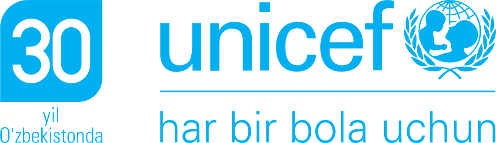 30
yil
O'zbekistonda
unicef
har bir bola uchun